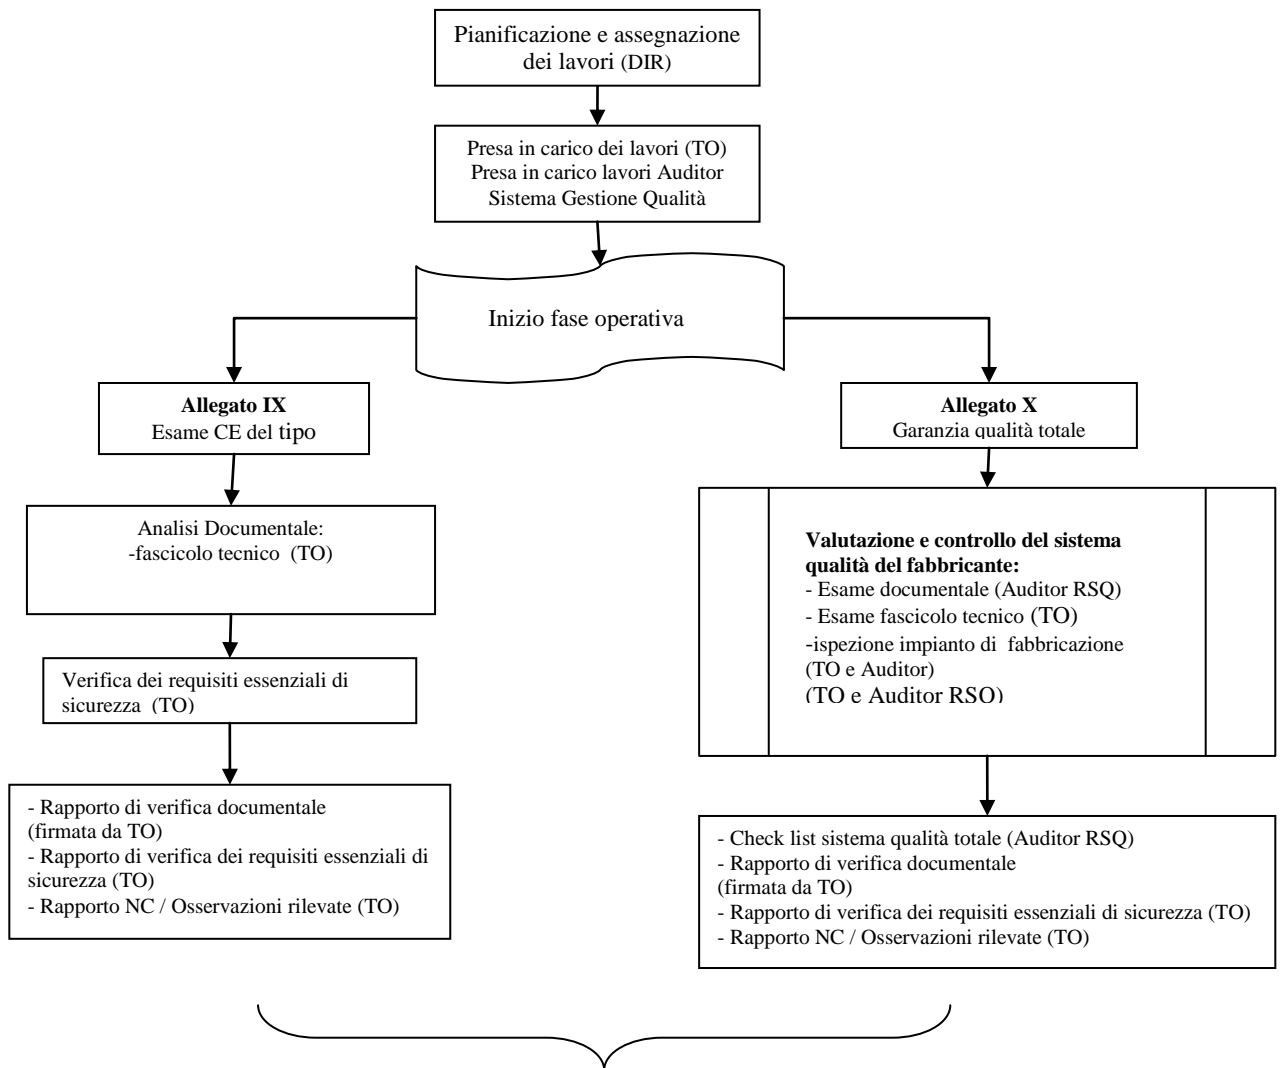 Pianificazione e assegnazione
dei lavori (DIR)
Presa in carico dei lavori (TO)
Presa in carico lavori Auditor
Sistema Gestione Qualità
Inizio fase operativa
Allegato IX
Esame CE del tipo
Analisi Documentale:
-fascicolo tecnico (TO)
Verifica dei requisiti essenziali di
sicurezza (TO)
- Rapporto di verifica documentale
(firmata da TO)
- Rapporto di verifica dei requisiti essenziali di
sicurezza (TO)
- Rapporto NC / Osservazioni rilevate (TO)
Allegato X
Garanzia qualità totale
Valutazione e controllo del sistema
qualità del fabbricante:
- Esame documentale (Auditor RSQ)
- Esame fascicolo tecnico (TO)
-ispezione impianto di fabbricazione
(TO e Auditor)
(TO e Auditor RSQ)
- Check list sistema qualità totale (Auditor RSQ)
- Rapporto di verifica documentale
(firmata da TO)
- Rapporto di verifica dei requisiti essenziali di sicurezza (TO)
- Rapporto NC / Osservazioni rilevate (TO)